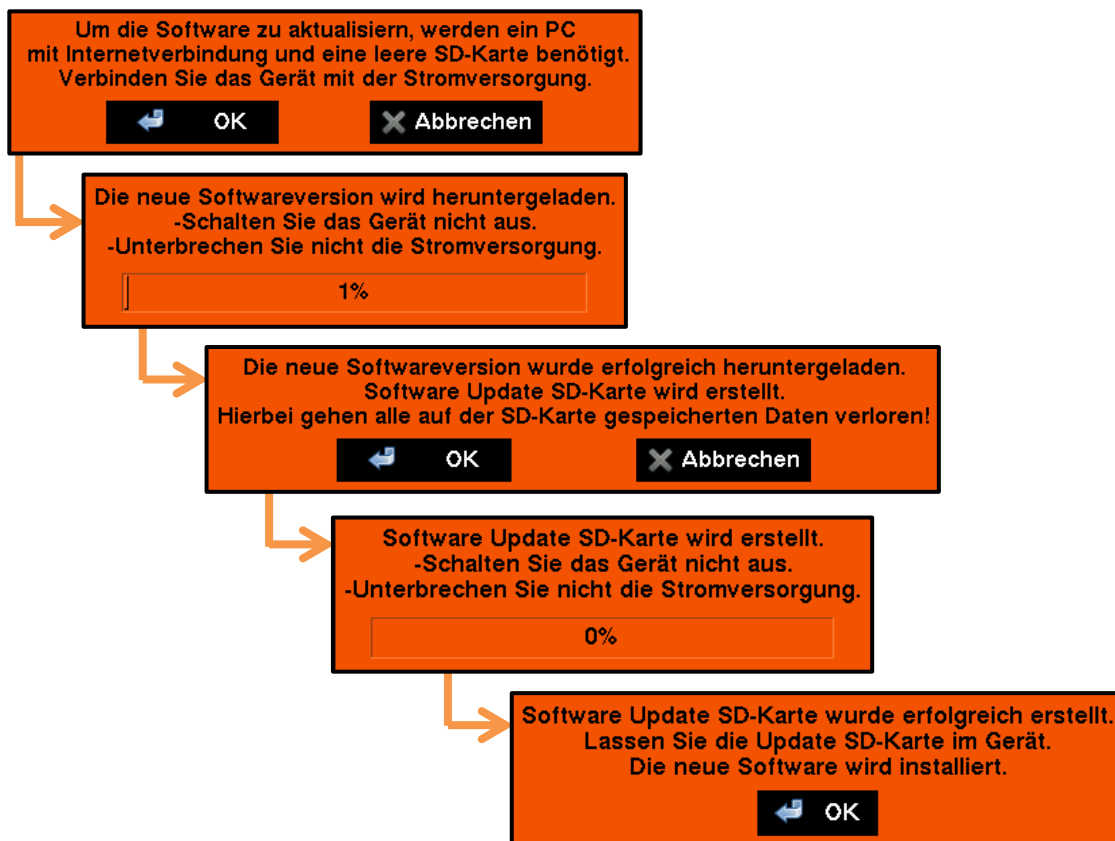 Um die Software zu aktualisiern, werden ein PC
mit Internetverbindung und eine leere SD-Karte benötigt.
Verbinden Sie das Gerät mit der Stromversorgung.
OK Abbrechen
Die neue Softwareversion wird heruntergeladen.
-Schalten Sie das Gerät nicht aus.
-Unterbrechen Sie nicht die Stromversorgung.
1%
Die neue Softwareversion wurde erfolgreich heruntergeladen.
Software Update SD-Karte wird erstellt.
Hierbei gehen alle auf der SD-Karte gespeicherten Daten verloren!
OK Abbrechen
Software Update SD-Karte wird erstellt.
-Schalten Sie das Gerät nicht aus.
-Unterbrechen Sie nicht die Stromversorgung.
0%
Software Update SD-Karte wurde erfolgreich erstellt.
Lassen Sie die Update SD-Karte im Gerät.
Die neue Software wird installiert.
OK